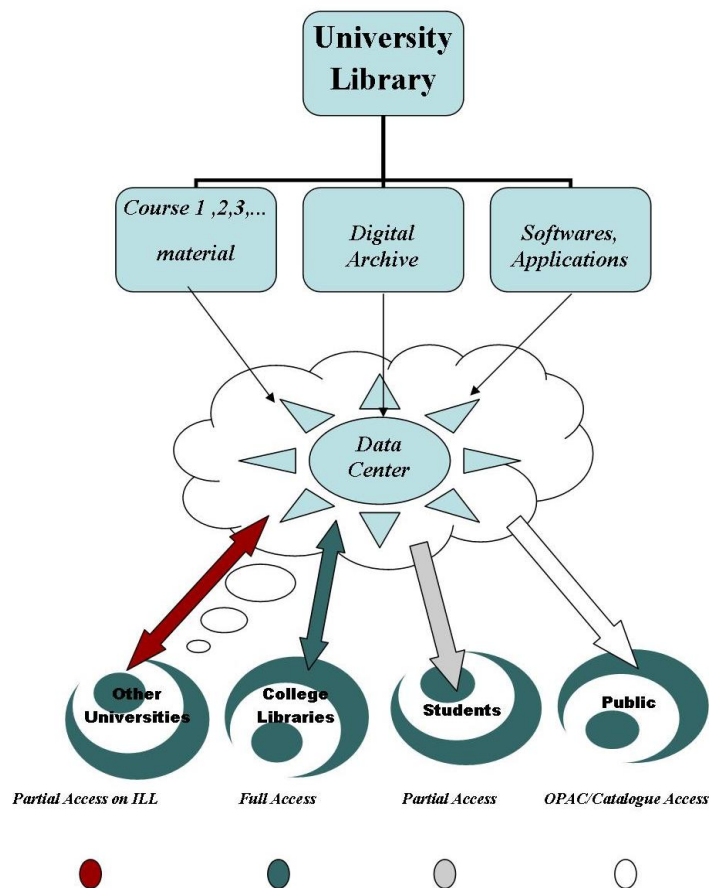 University
Library
Course 1 ,2,3,...
material
Digital
Archive
Softwares,
Applications
Data
Center
Other
Universities
College
Libraries
Students
Public
Partial Access on ILL
Full Access
Partial Access
OPAC/Catalogue Access